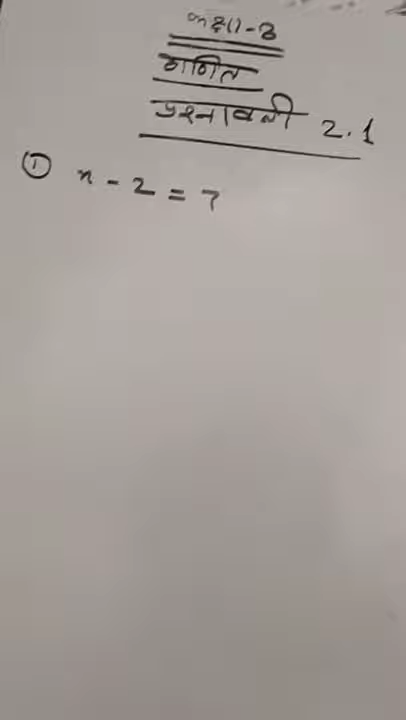 कक्षा-8
गणित
प्रश्नावली 2.1
① x - 2 = 7